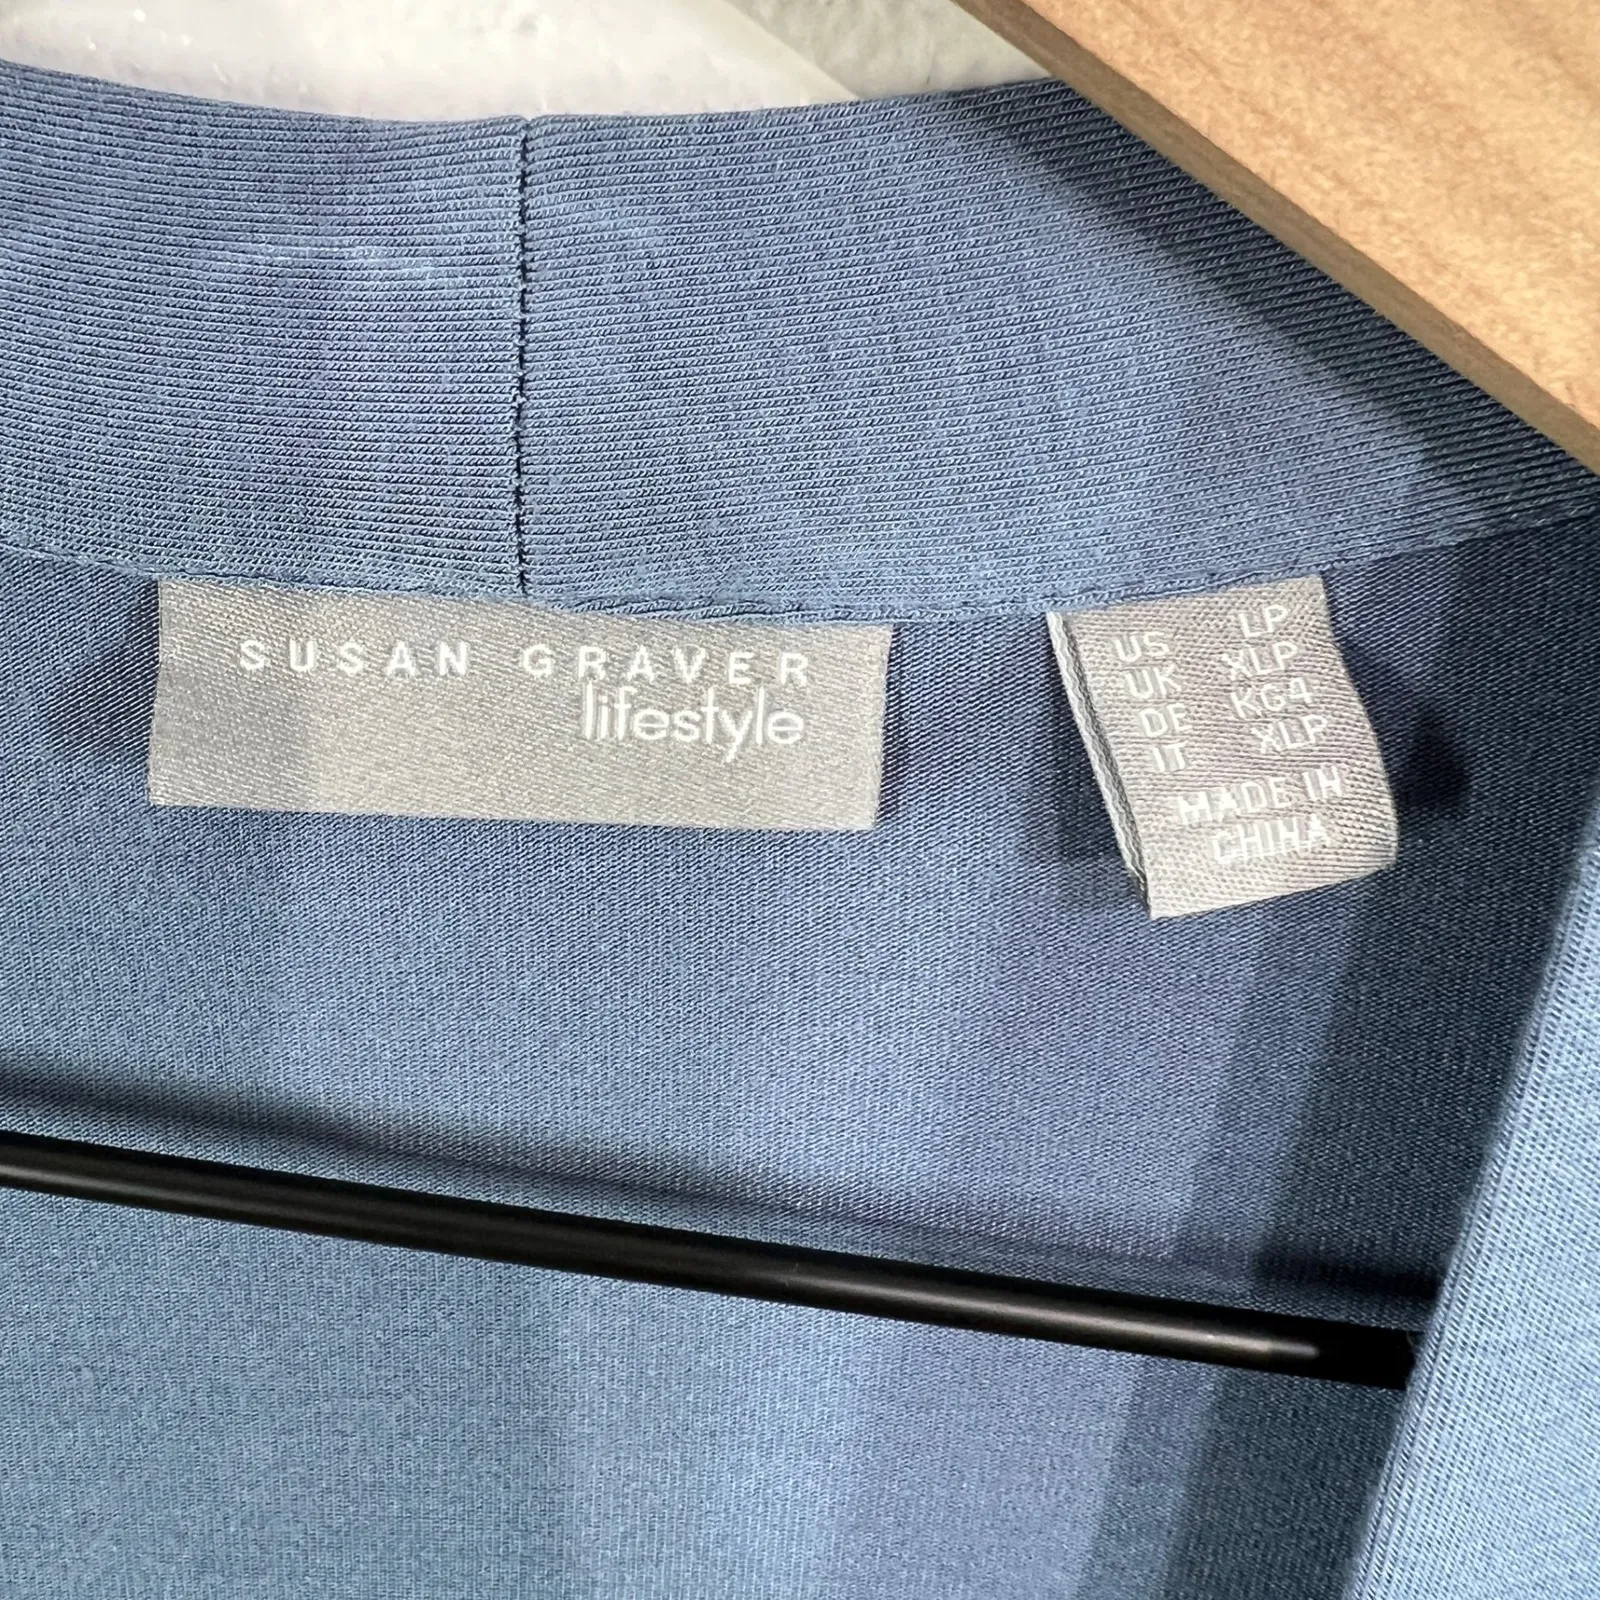 SUSAN GRAVER
lifestyle
US LP
UK XLP
DE KG4
IT XLP
MADE IN
CHINA